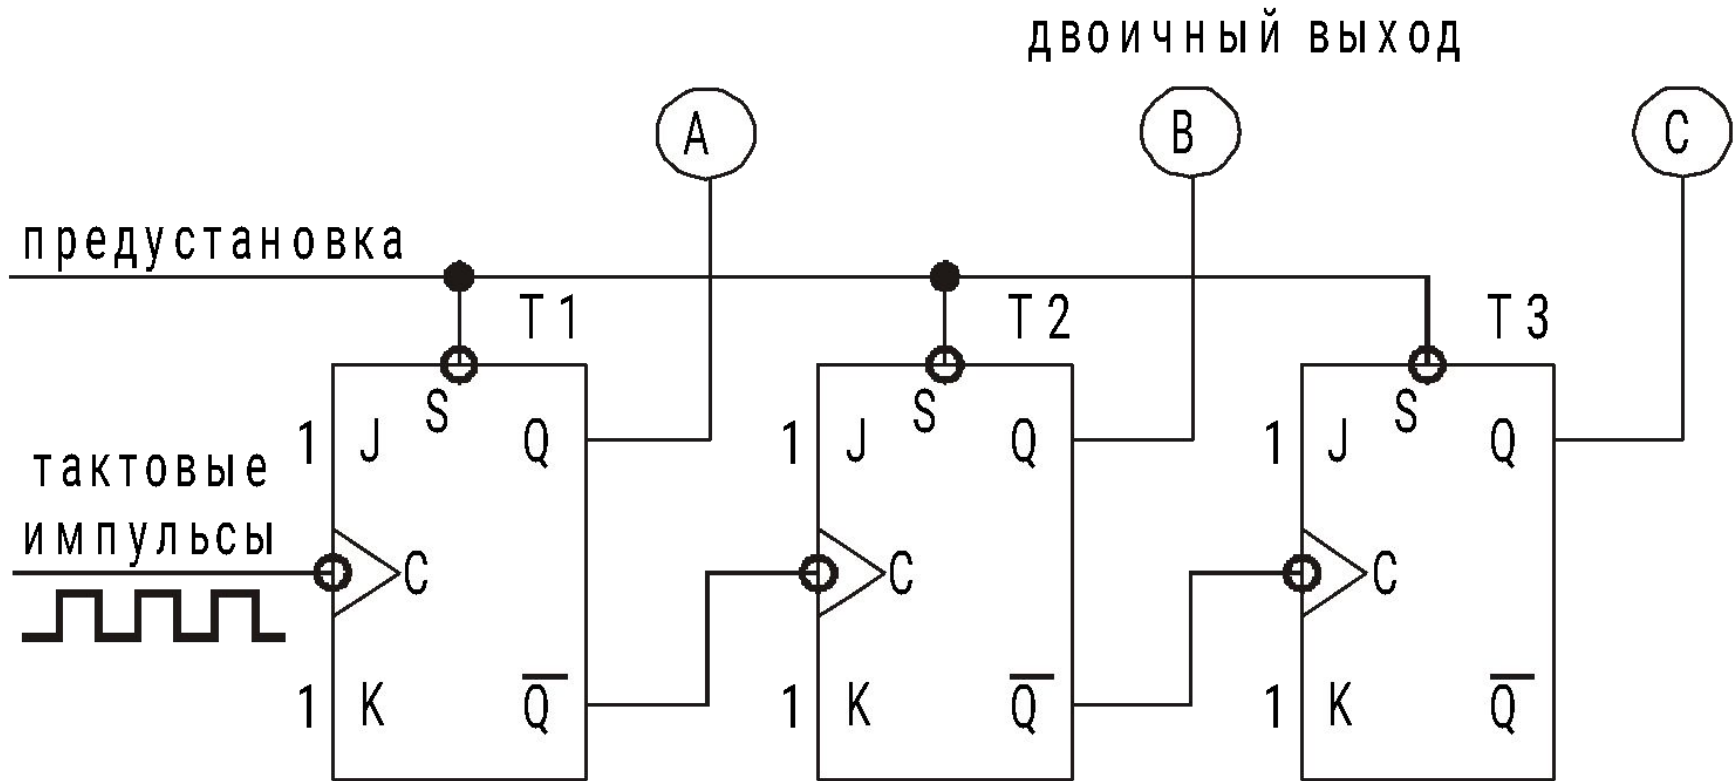 двоичный выход
A B C
предустановка
T1 T2 T3
S S S
1 J Q 1 J Q 1 J Q
тактовые
импульсы
C C C
1 K Q̅ 1 K Q̅ 1 K Q̅